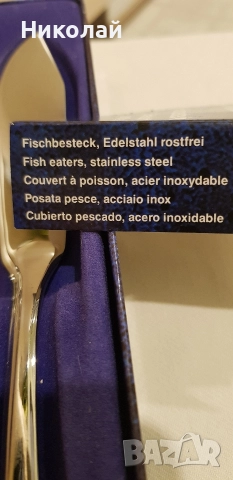 Николай
Fischbesteck, Edelstahl rostfrei
Fish eaters, stainless steel
Couvert à poisson, acier inoxydable
Posata pesce, acciaio inox
Cubierto pescado, acero inoxidable
BAZAR